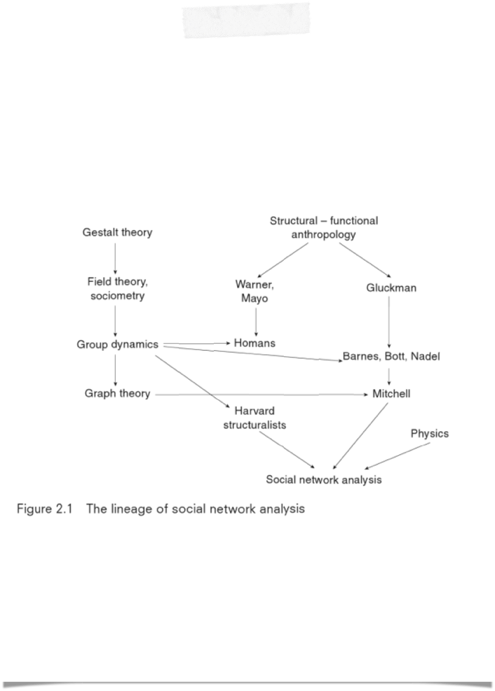 Structural – functional
anthropology
Gestalt theory
Field theory,
sociometry
Warner,
Mayo
Gluckman
Group dynamics
Homans
Barnes, Bott, Nadel
Graph theory
Mitchell
Harvard
structuralists
Physics
Social network analysis
Figure 2.1 The lineage of social network analysis